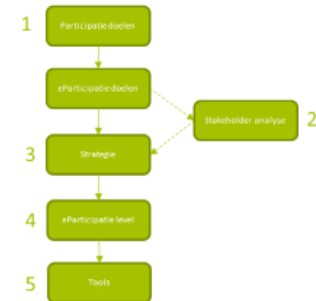 1
Participatie doelen
eParticipatie doelen
Stakeholder analyse
2
3
Strategie
4
eParticipatie level
5
Tools